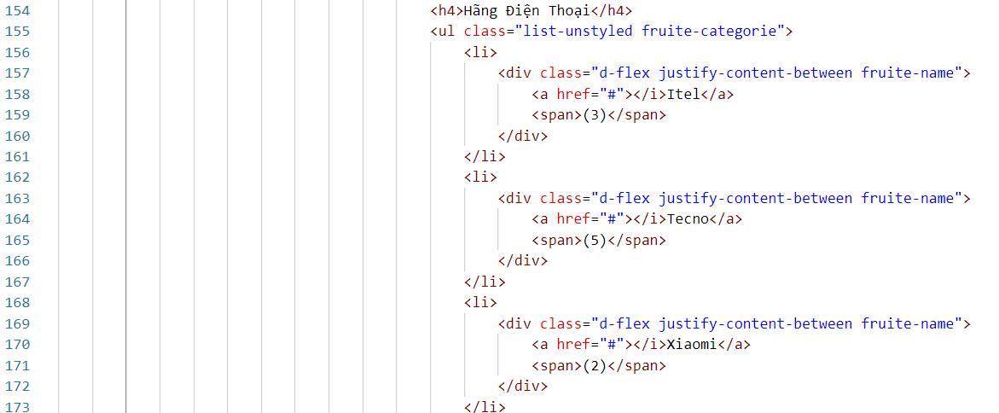 154 <h4>Hãng Điện Thoại</h4>
155 <ul class="list-unstyled fruite-categorie">
156 <li>
157 <div class="d-flex justify-content-between fruite-name">
158 <a href="#"></i>Itel</a>
159 <span>(3)</span>
160 </div>
161 </li>
162 <li>
163 <div class="d-flex justify-content-between fruite-name">
164 <a href="#"></i>Tecno</a>
165 <span>(5)</span>
166 </div>
167 </li>
168 <li>
169 <div class="d-flex justify-content-between fruite-name">
170 <a href="#"></i>Xiaomi</a>
171 <span>(2)</span>
172 </div>
173 </li>